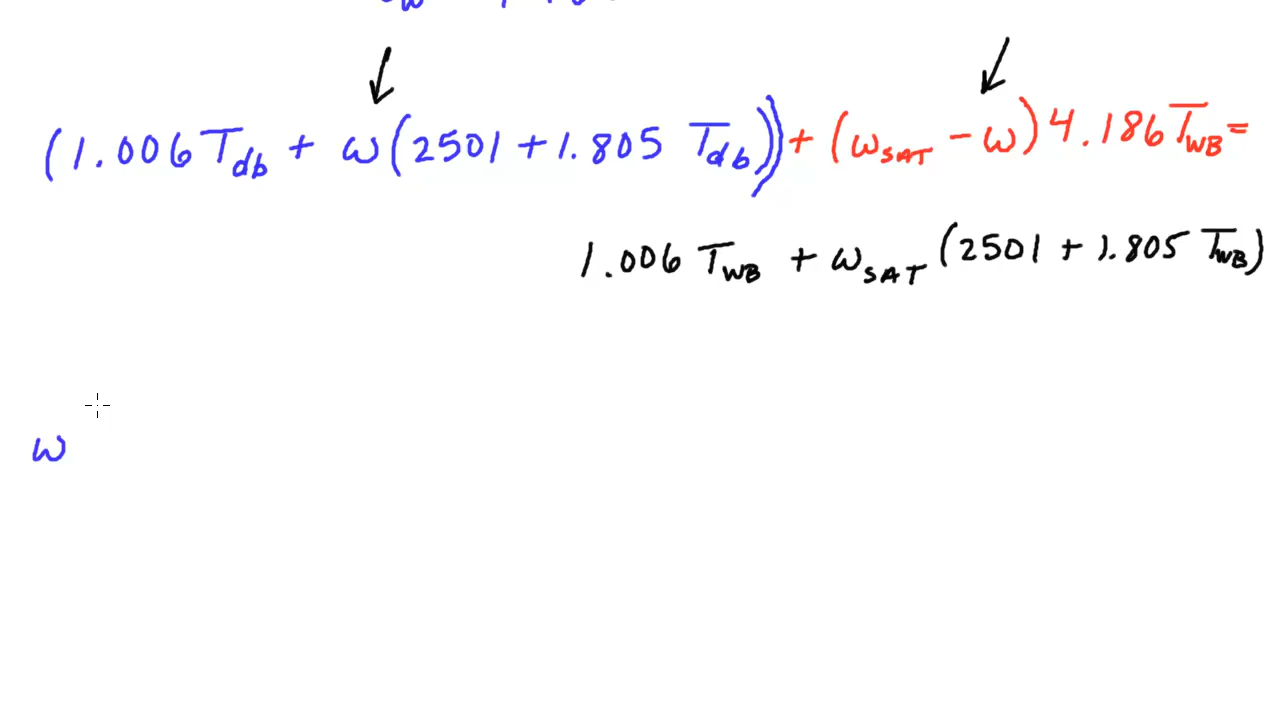 (1.006 T_db + ω(2501 + 1.805 T_db)) + (ω_SAT - ω) 4.186 T_WB =
1.006 T_WB + ω_SAT (2501 + 1.805 T_WB)
ω